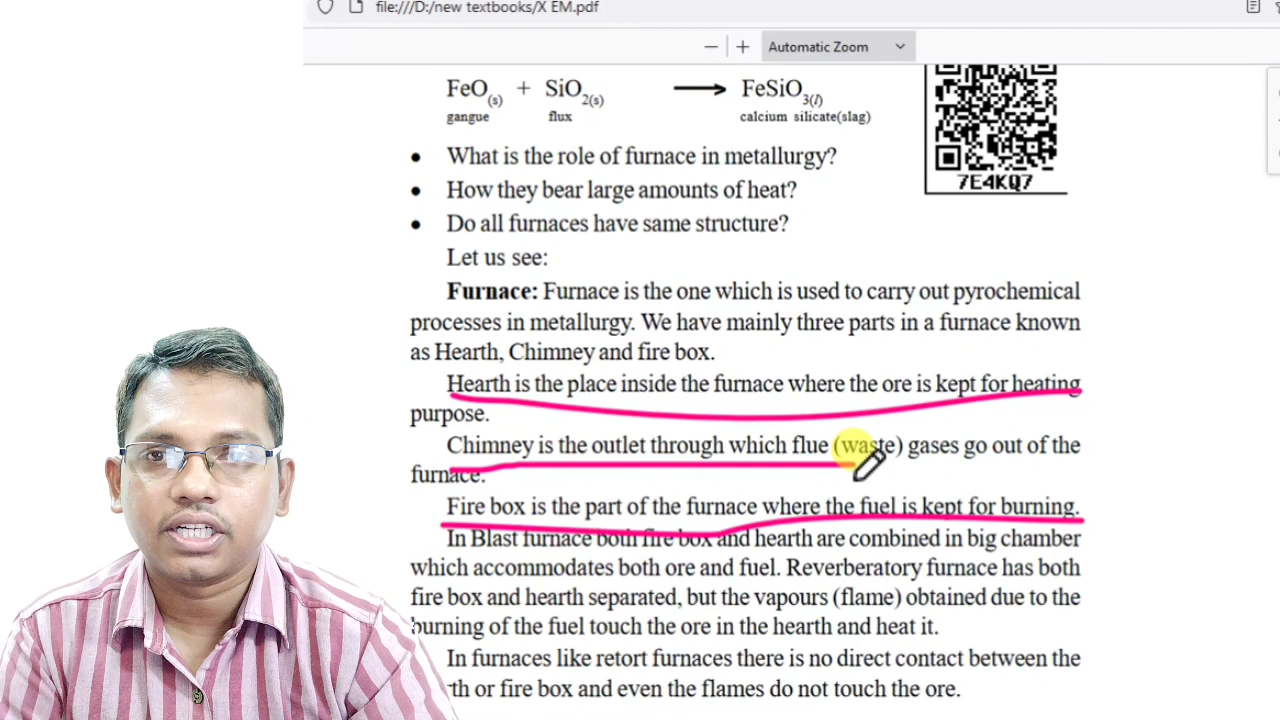 file:///D:/new textbooks/X EM.pdf
Automatic Zoom
FeO(s) + SiO2(s) ⟶ FeSiO3(l)
gangue flux calcium silicate(slag)
7E4KQ7
• What is the role of furnace in metallurgy?
• How they bear large amounts of heat?
• Do all furnaces have same structure?
Let us see:
Furnace: Furnace is the one which is used to carry out pyrochemical
processes in metallurgy. We have mainly three parts in a furnace known
as Hearth, Chimney and fire box.
Hearth is the place inside the furnace where the ore is kept for heating
purpose.
Chimney is the outlet through which flue (waste) gases go out of the
furnace.
Fire box is the part of the furnace where the fuel is kept for burning.
In Blast furnace both fire box and hearth are combined in big chamber
which accommodates both ore and fuel. Reverberatory furnace has both
fire box and hearth separated, but the vapours (flame) obtained due to the
burning of the fuel touch the ore in the hearth and heat it.
In furnaces like retort furnaces there is no direct contact between the
or fire box and even the flames do not touch the ore.